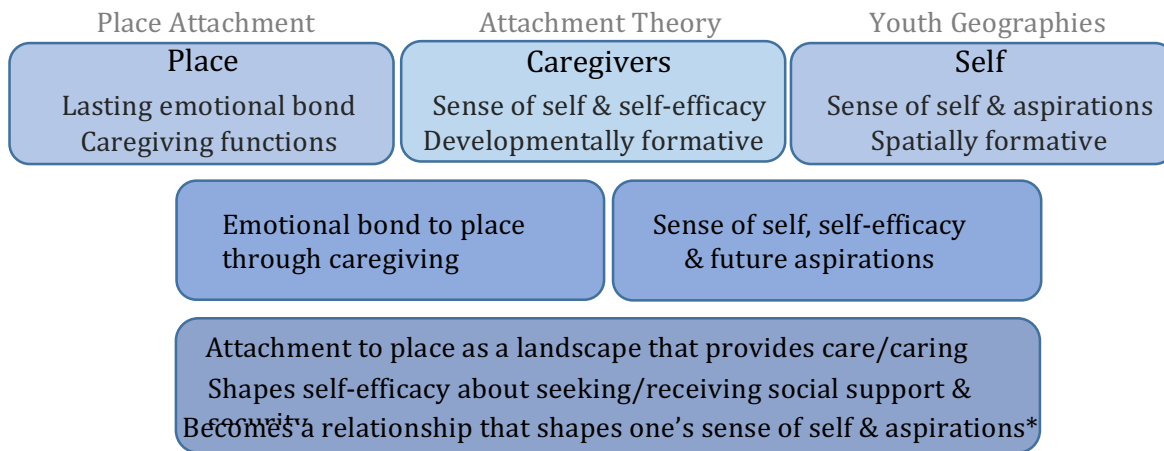 Place Attachment
Attachment Theory
Youth Geographies
Place
Lasting emotional bond
Caregiving functions
Caregivers
Sense of self & self-efficacy
Developmentally formative
Self
Sense of self & aspirations
Spatially formative
Emotional bond to place
through caregiving
Sense of self, self-efficacy
& future aspirations
Attachment to place as a landscape that provides care/caring
Shapes self-efficacy about seeking/receiving social support &
security
Becomes a relationship that shapes one’s sense of self & aspirations*